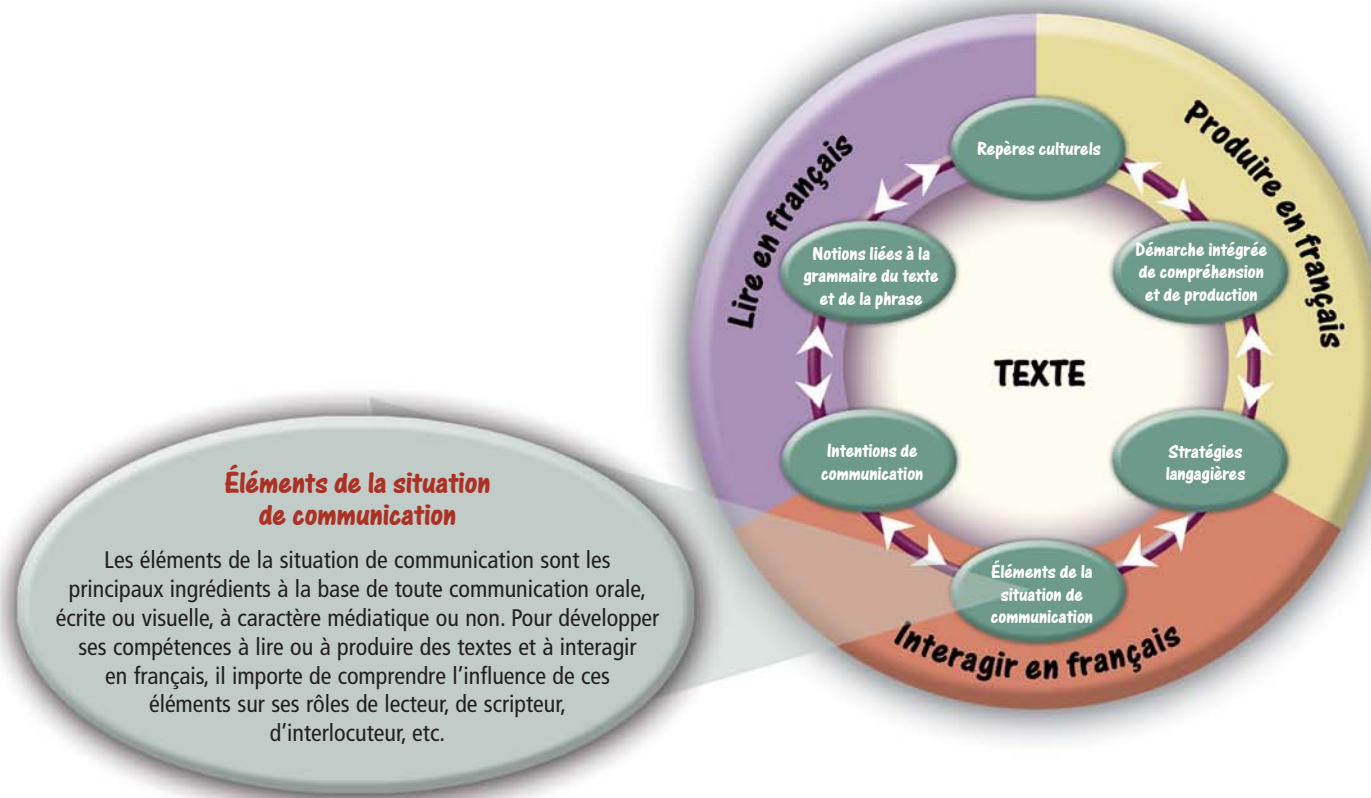 Lire en français
Produire en français
Repères culturels
Notions liées à la
grammaire du texte
et de la phrase
Démarche intégrée
de compréhension
et de production
TEXTE
Intentions de
communication
Stratégies
langagières
Éléments de la
situation de
communication
Interagir en français
Éléments de la situation
de communication
Les éléments de la situation de communication sont les
principaux ingrédients à la base de toute communication orale,
écrite ou visuelle, à caractère médiatique ou non. Pour développer
ses compétences à lire ou à produire des textes et à interagir
en français, il importe de comprendre l’influence de ces
éléments sur ses rôles de lecteur, de scripteur,
d’interlocuteur, etc.